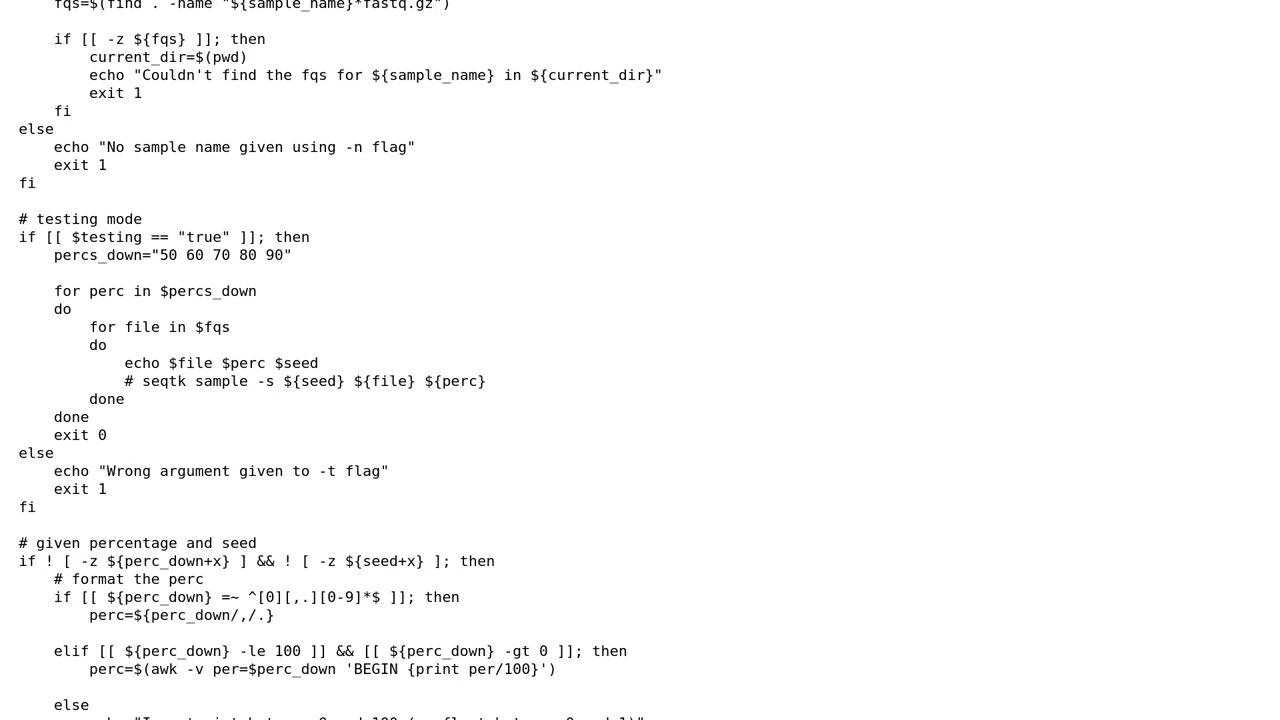 fqs=$(find . -name "${sample_name}*fastq.gz")
if [[ -z ${fqs} ]]; then
current_dir=$(pwd)
echo "Couldn't find the fqs for ${sample_name} in ${current_dir}"
exit 1
fi
else
echo "No sample name given using -n flag"
exit 1
fi
# testing mode
if [[ $testing == "true" ]]; then
percs_down="50 60 70 80 90"
for perc in $percs_down
do
for file in $fqs
do
echo $file $perc $seed
# seqtk sample -s ${seed} ${file} ${perc}
done
done
exit 0
else
echo "Wrong argument given to -t flag"
exit 1
fi
# given percentage and seed
if ! [ -z ${perc_down+x} ] && ! [ -z ${seed+x} ]; then
# format the perc
if [[ ${perc_down} =~ ^[0][,.][0-9]*$ ]]; then
perc=${perc_down/,/.}
elif [[ ${perc_down} -le 100 ]] && [[ ${perc_down} -gt 0 ]]; then
perc=$(awk -v per=$perc_down 'BEGIN {print per/100}')
else